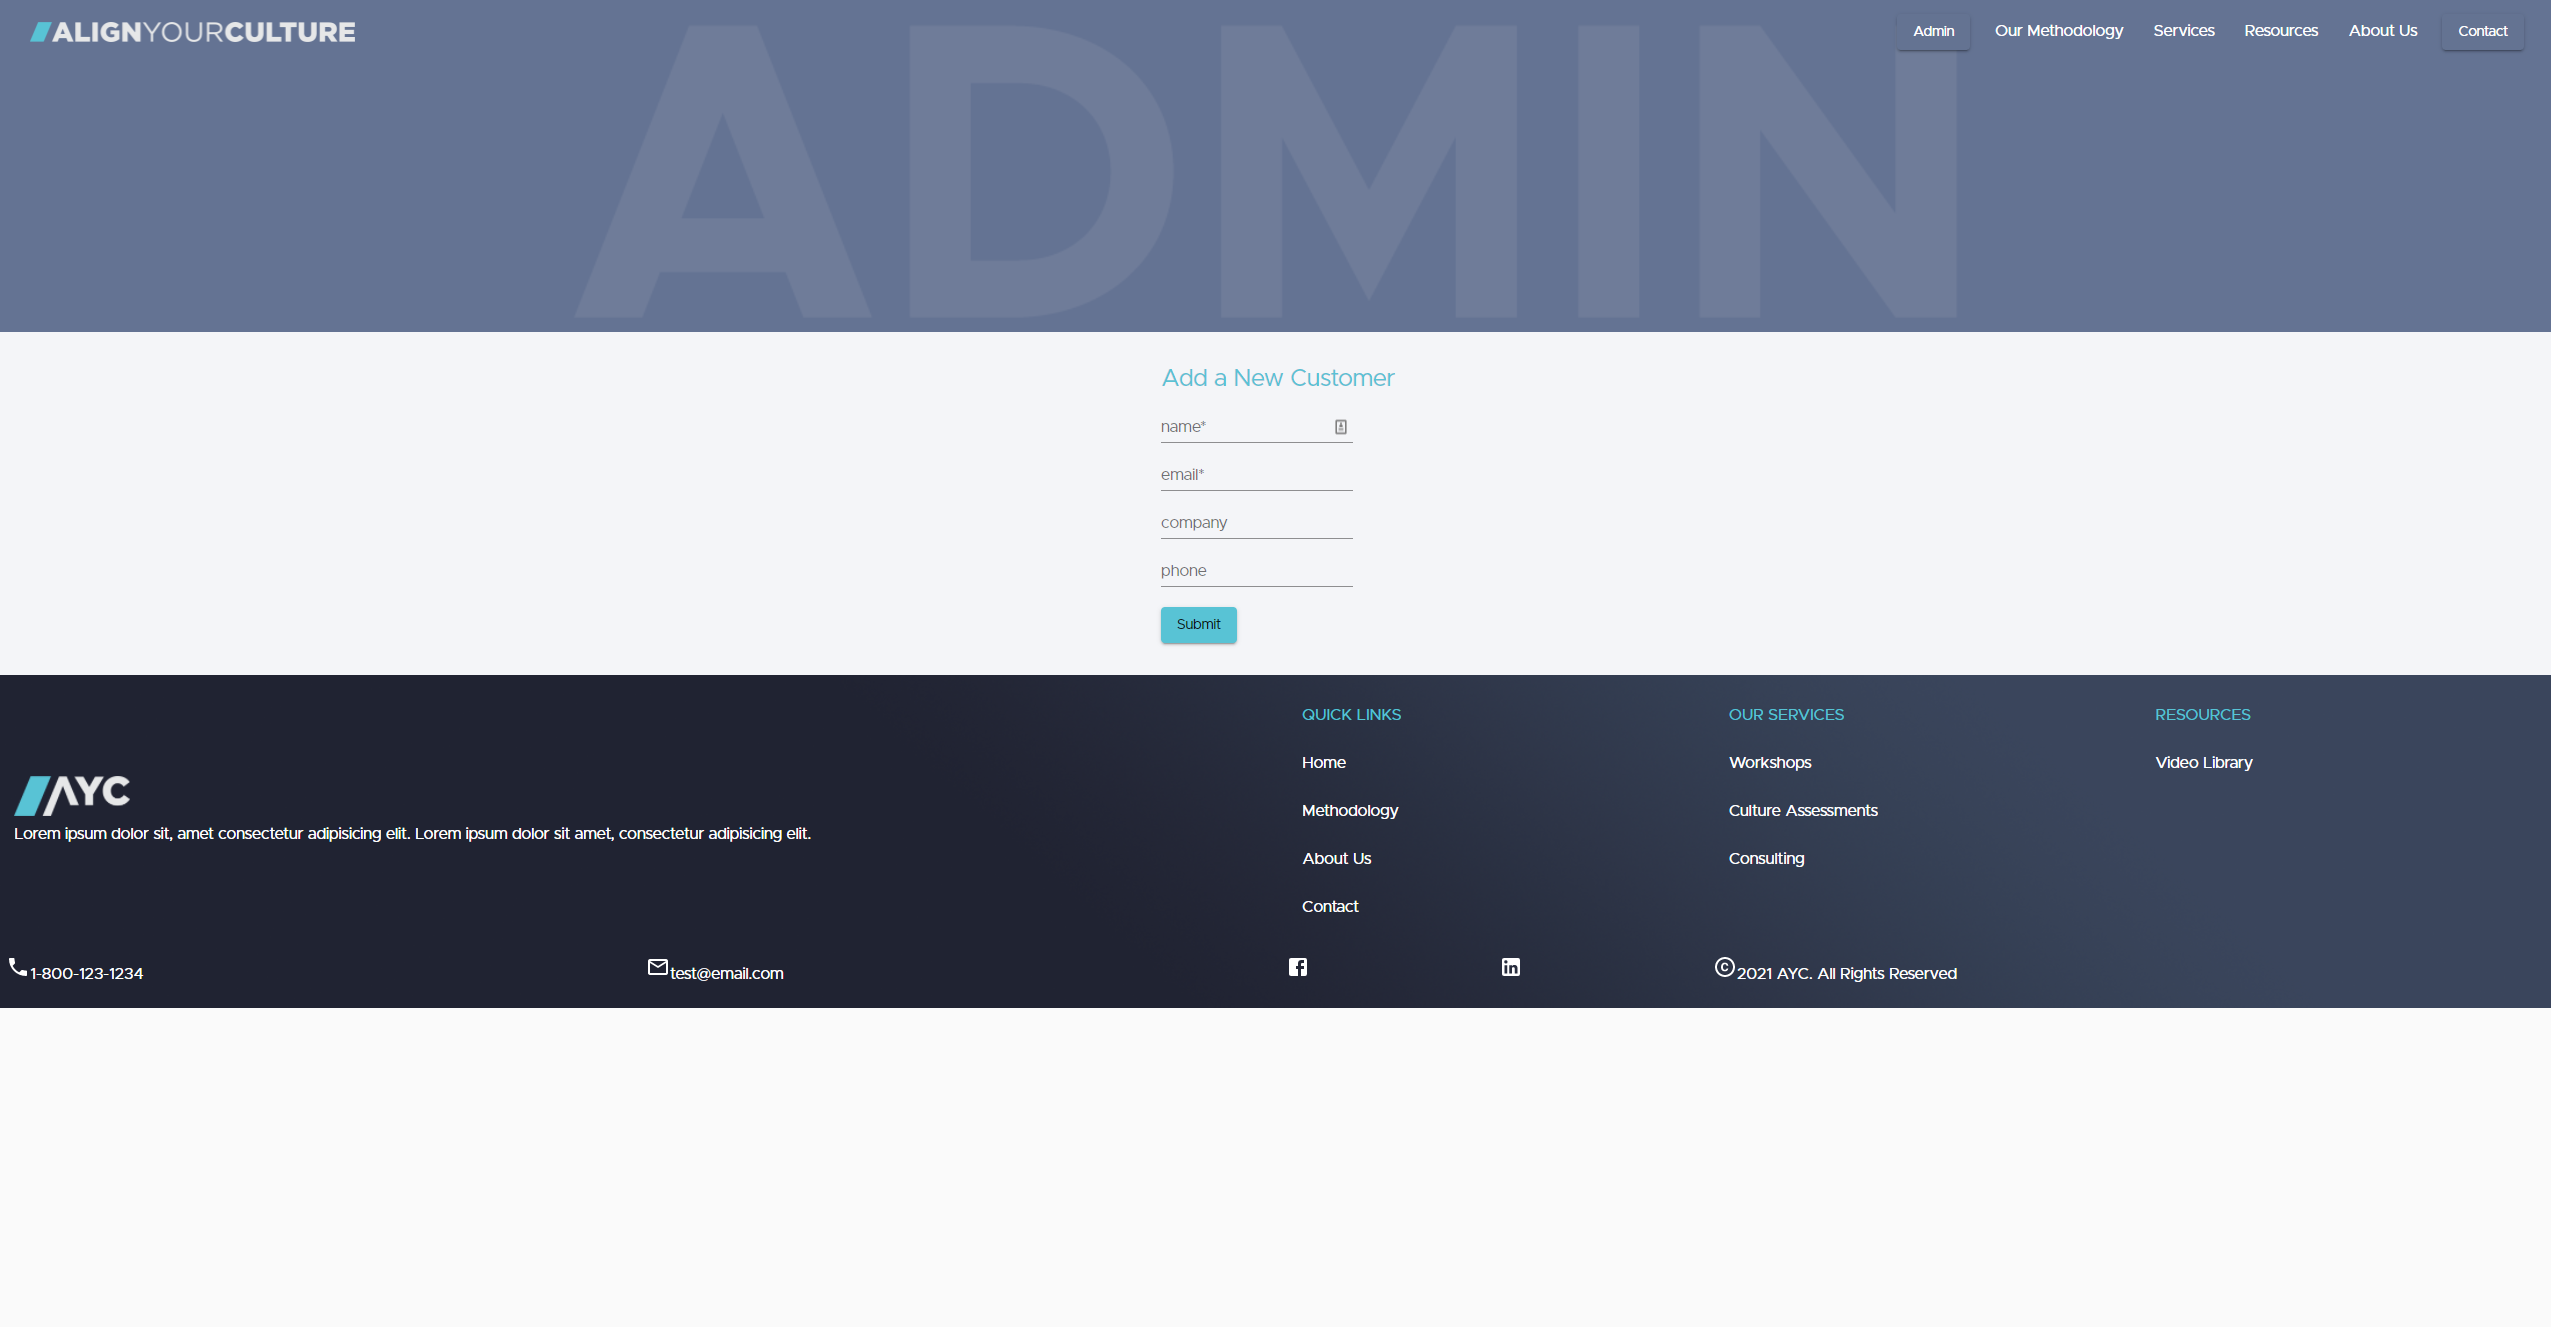 ALIGNYOURCULTURE
Admin
Our Methodology
Services
Resources
About Us
Contact
ADMIN
Add a New Customer
name*
email*
company
phone
Submit
AYC
Lorem ipsum dolor sit, amet consectetur adipisicing elit. Lorem ipsum dolor sit amet, consectetur adipisicing elit.
QUICK LINKS
Home
Methodology
About Us
Contact
OUR SERVICES
Workshops
Culture Assessments
Consulting
RESOURCES
Video Library
1-800-123-1234
test@email.com
©2021 AYC. All Rights Reserved